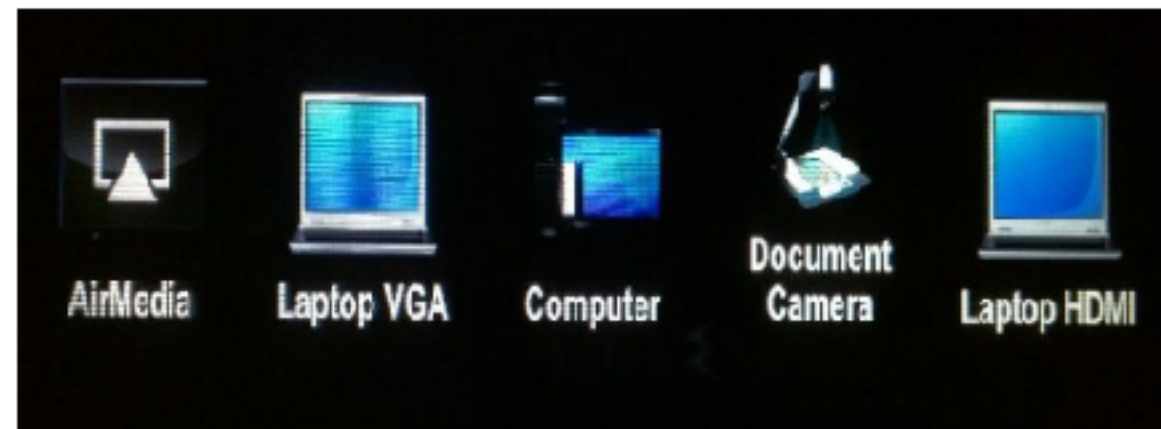 AirMedia
Laptop VGA
Computer
Document
Camera
Laptop HDMI